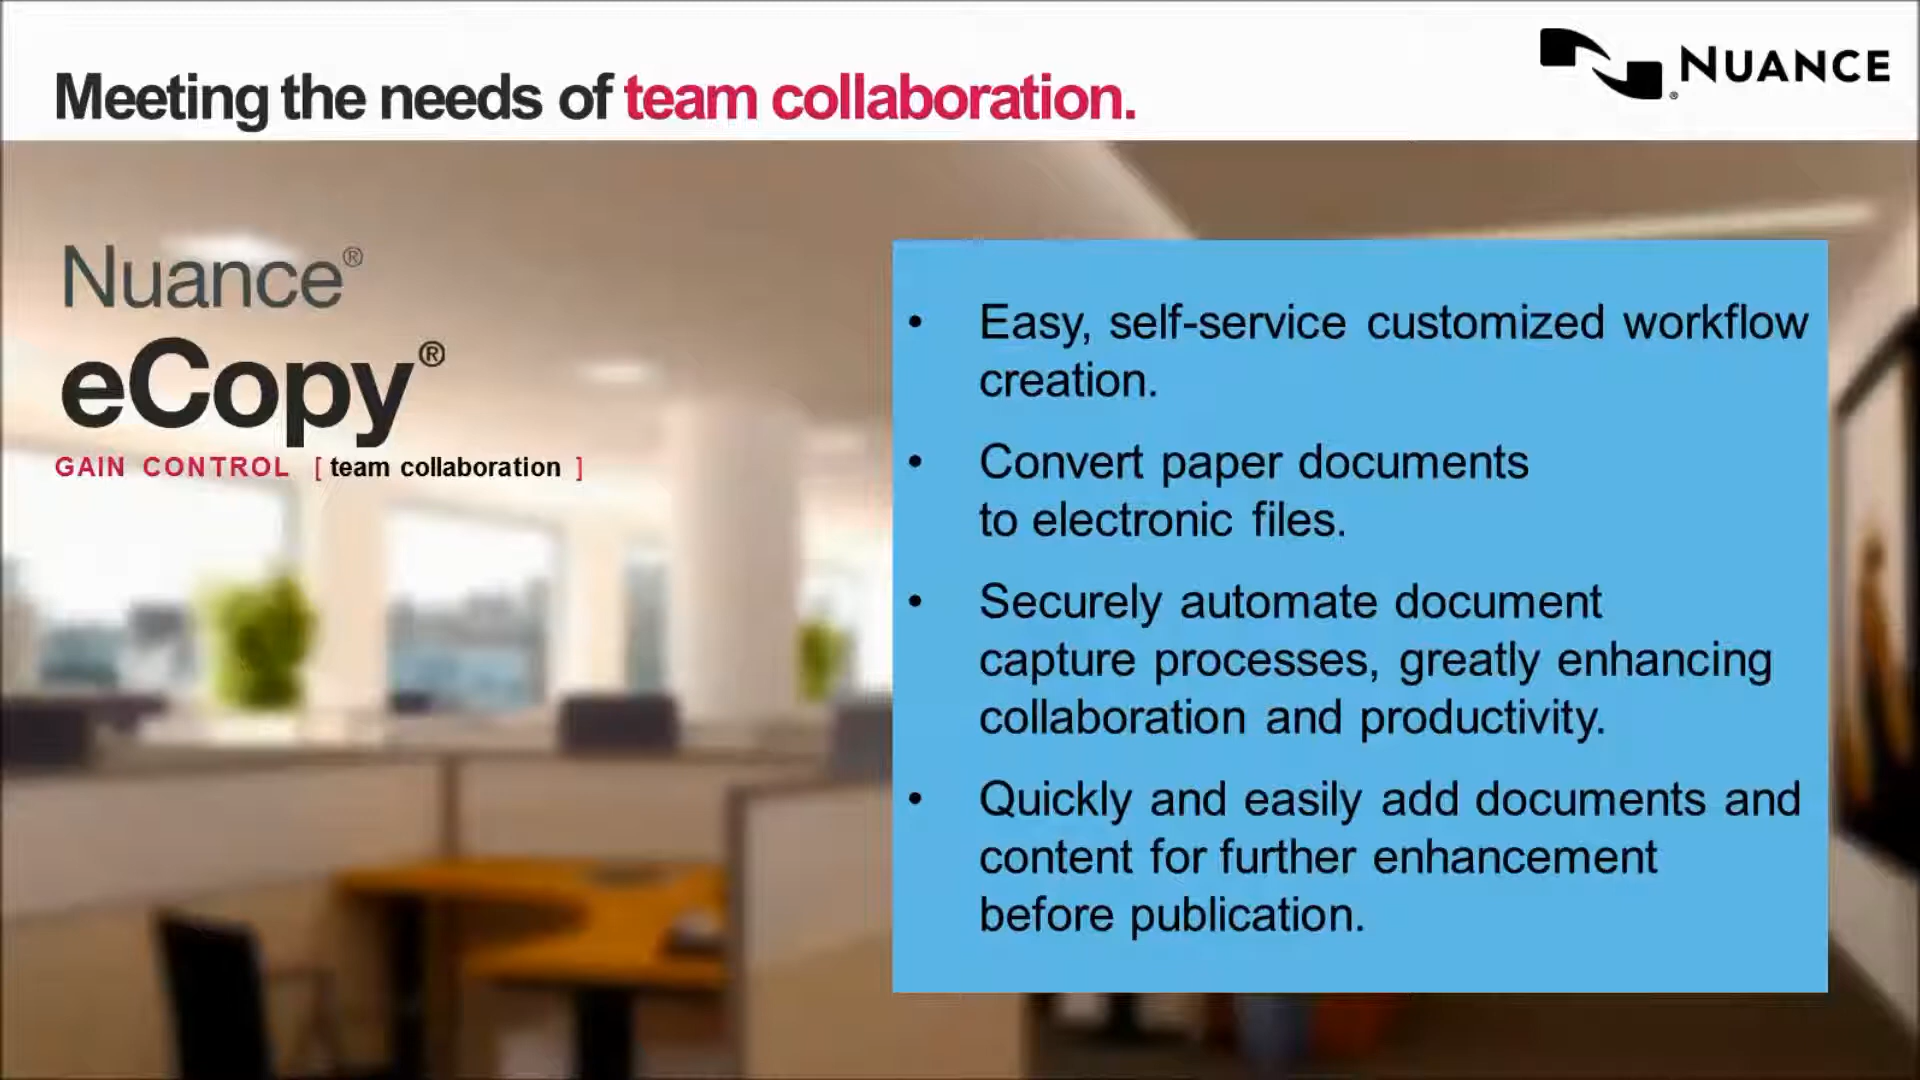 Meeting the needs of team collaboration.
NUANCE
®
Nuance®
eCopy®
GAIN CONTROL [ team collaboration ]
• Easy, self-service customized workflow
creation.
• Convert paper documents
to electronic files.
• Securely automate document
capture processes, greatly enhancing
collaboration and productivity.
• Quickly and easily add documents and
content for further enhancement
before publication.